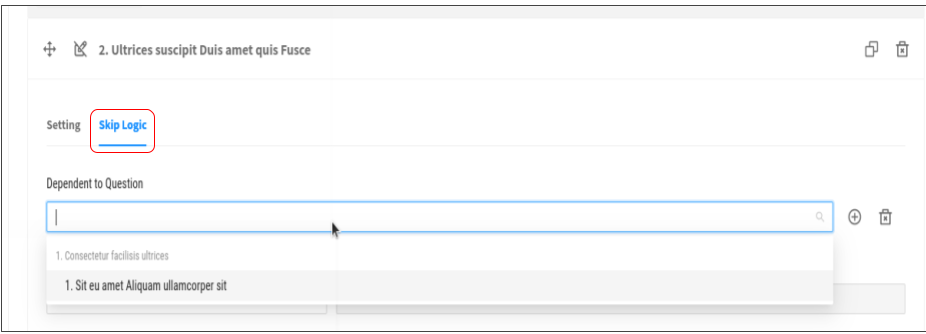 2. Ultrices suscipit Duis amet quis Fusce
Setting Skip Logic
Dependent to Question
1. Consectetur facilisis ultrices
1. Sit eu amet Aliquam ullamcorper sit